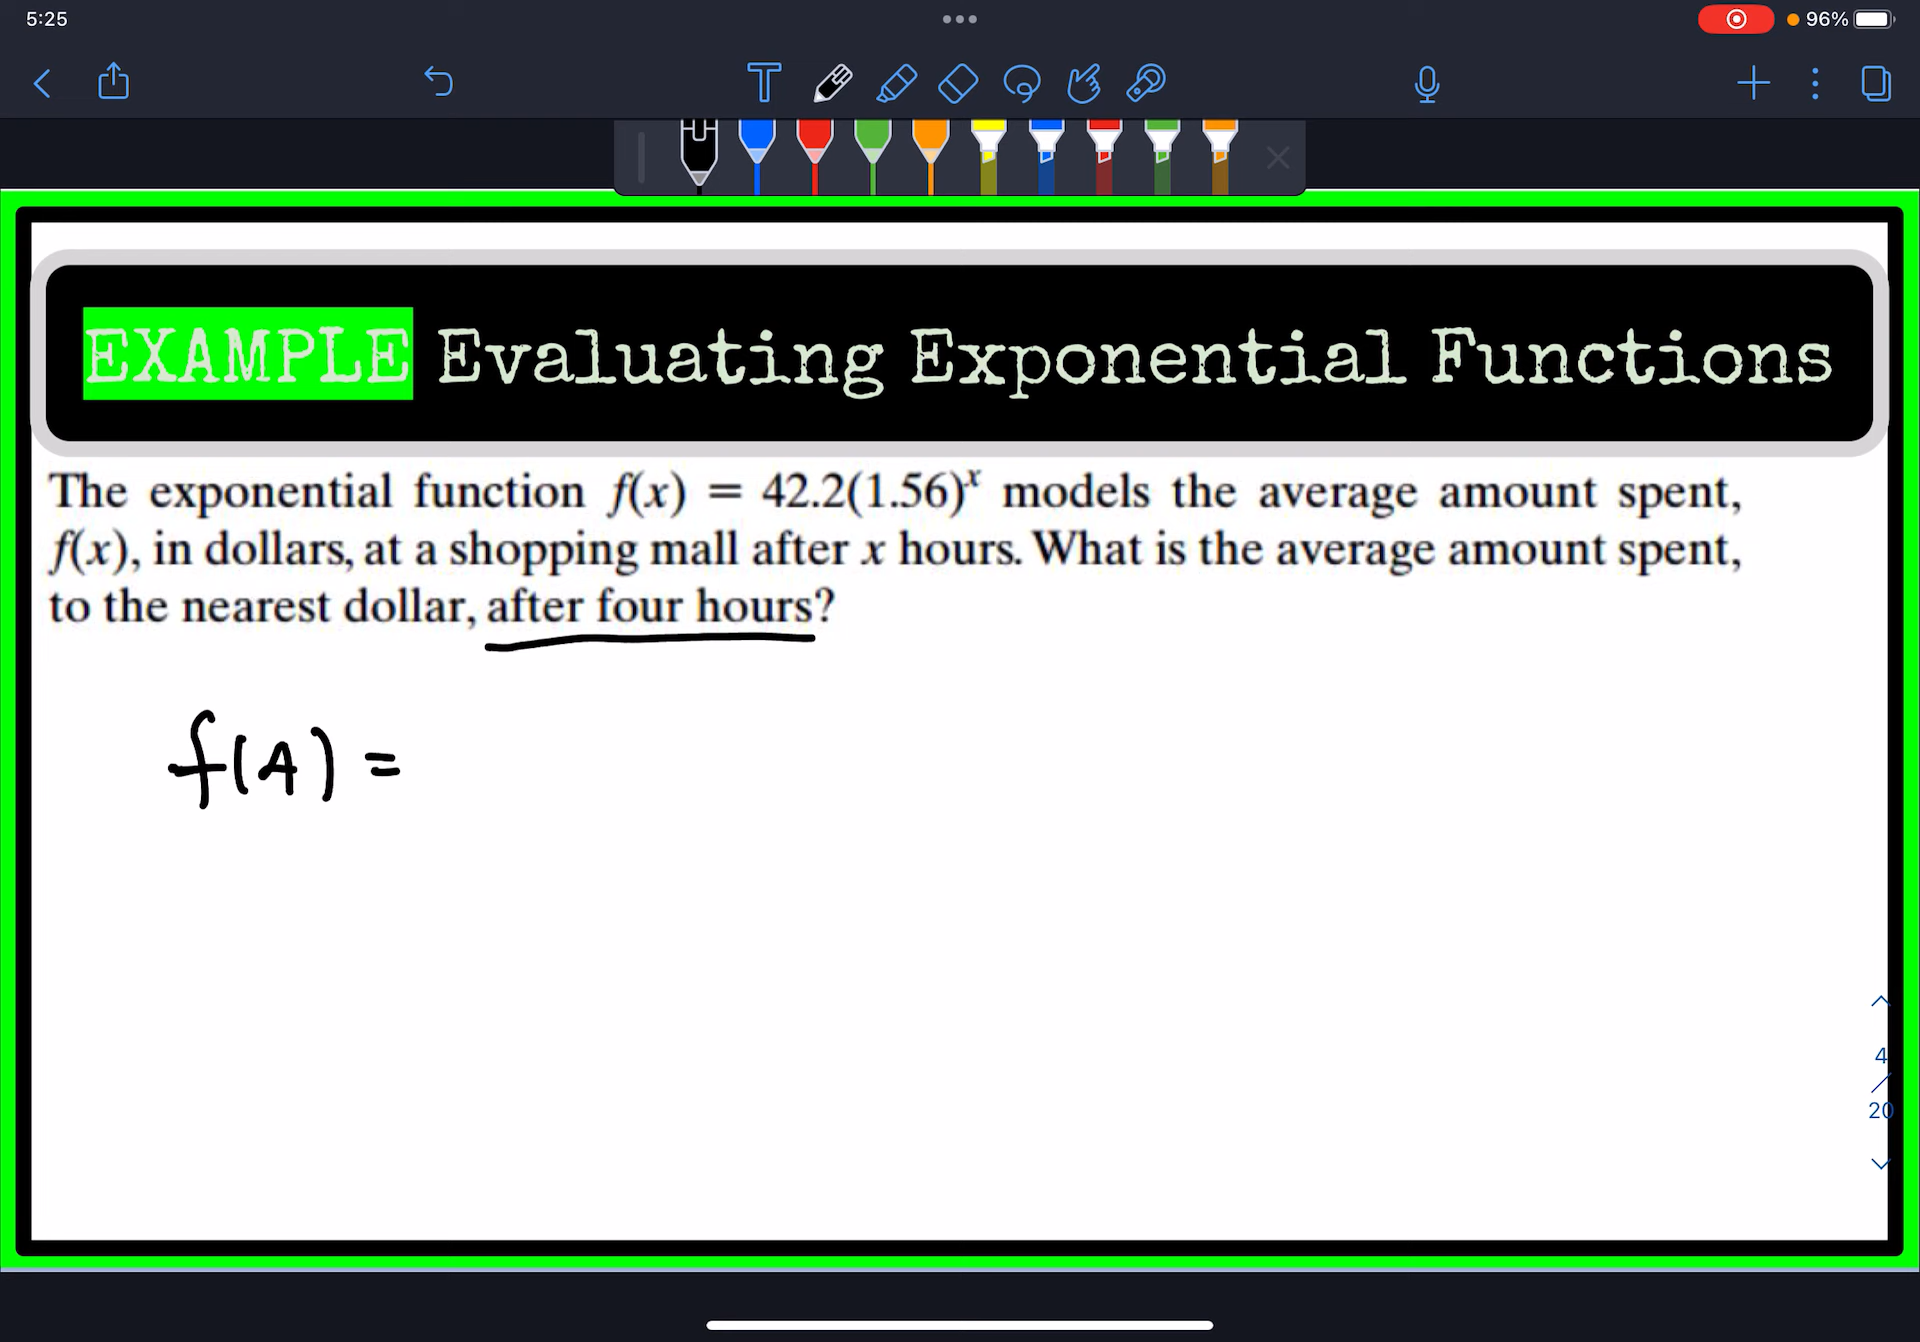 5:25
96%
EXAMPLE Evaluating Exponential Functions
The exponential function f(x) = 42.2(1.56)ˣ models the average amount spent,
f(x), in dollars, at a shopping mall after x hours. What is the average amount spent,
to the nearest dollar, after four hours?
f(4) =
4
/
20